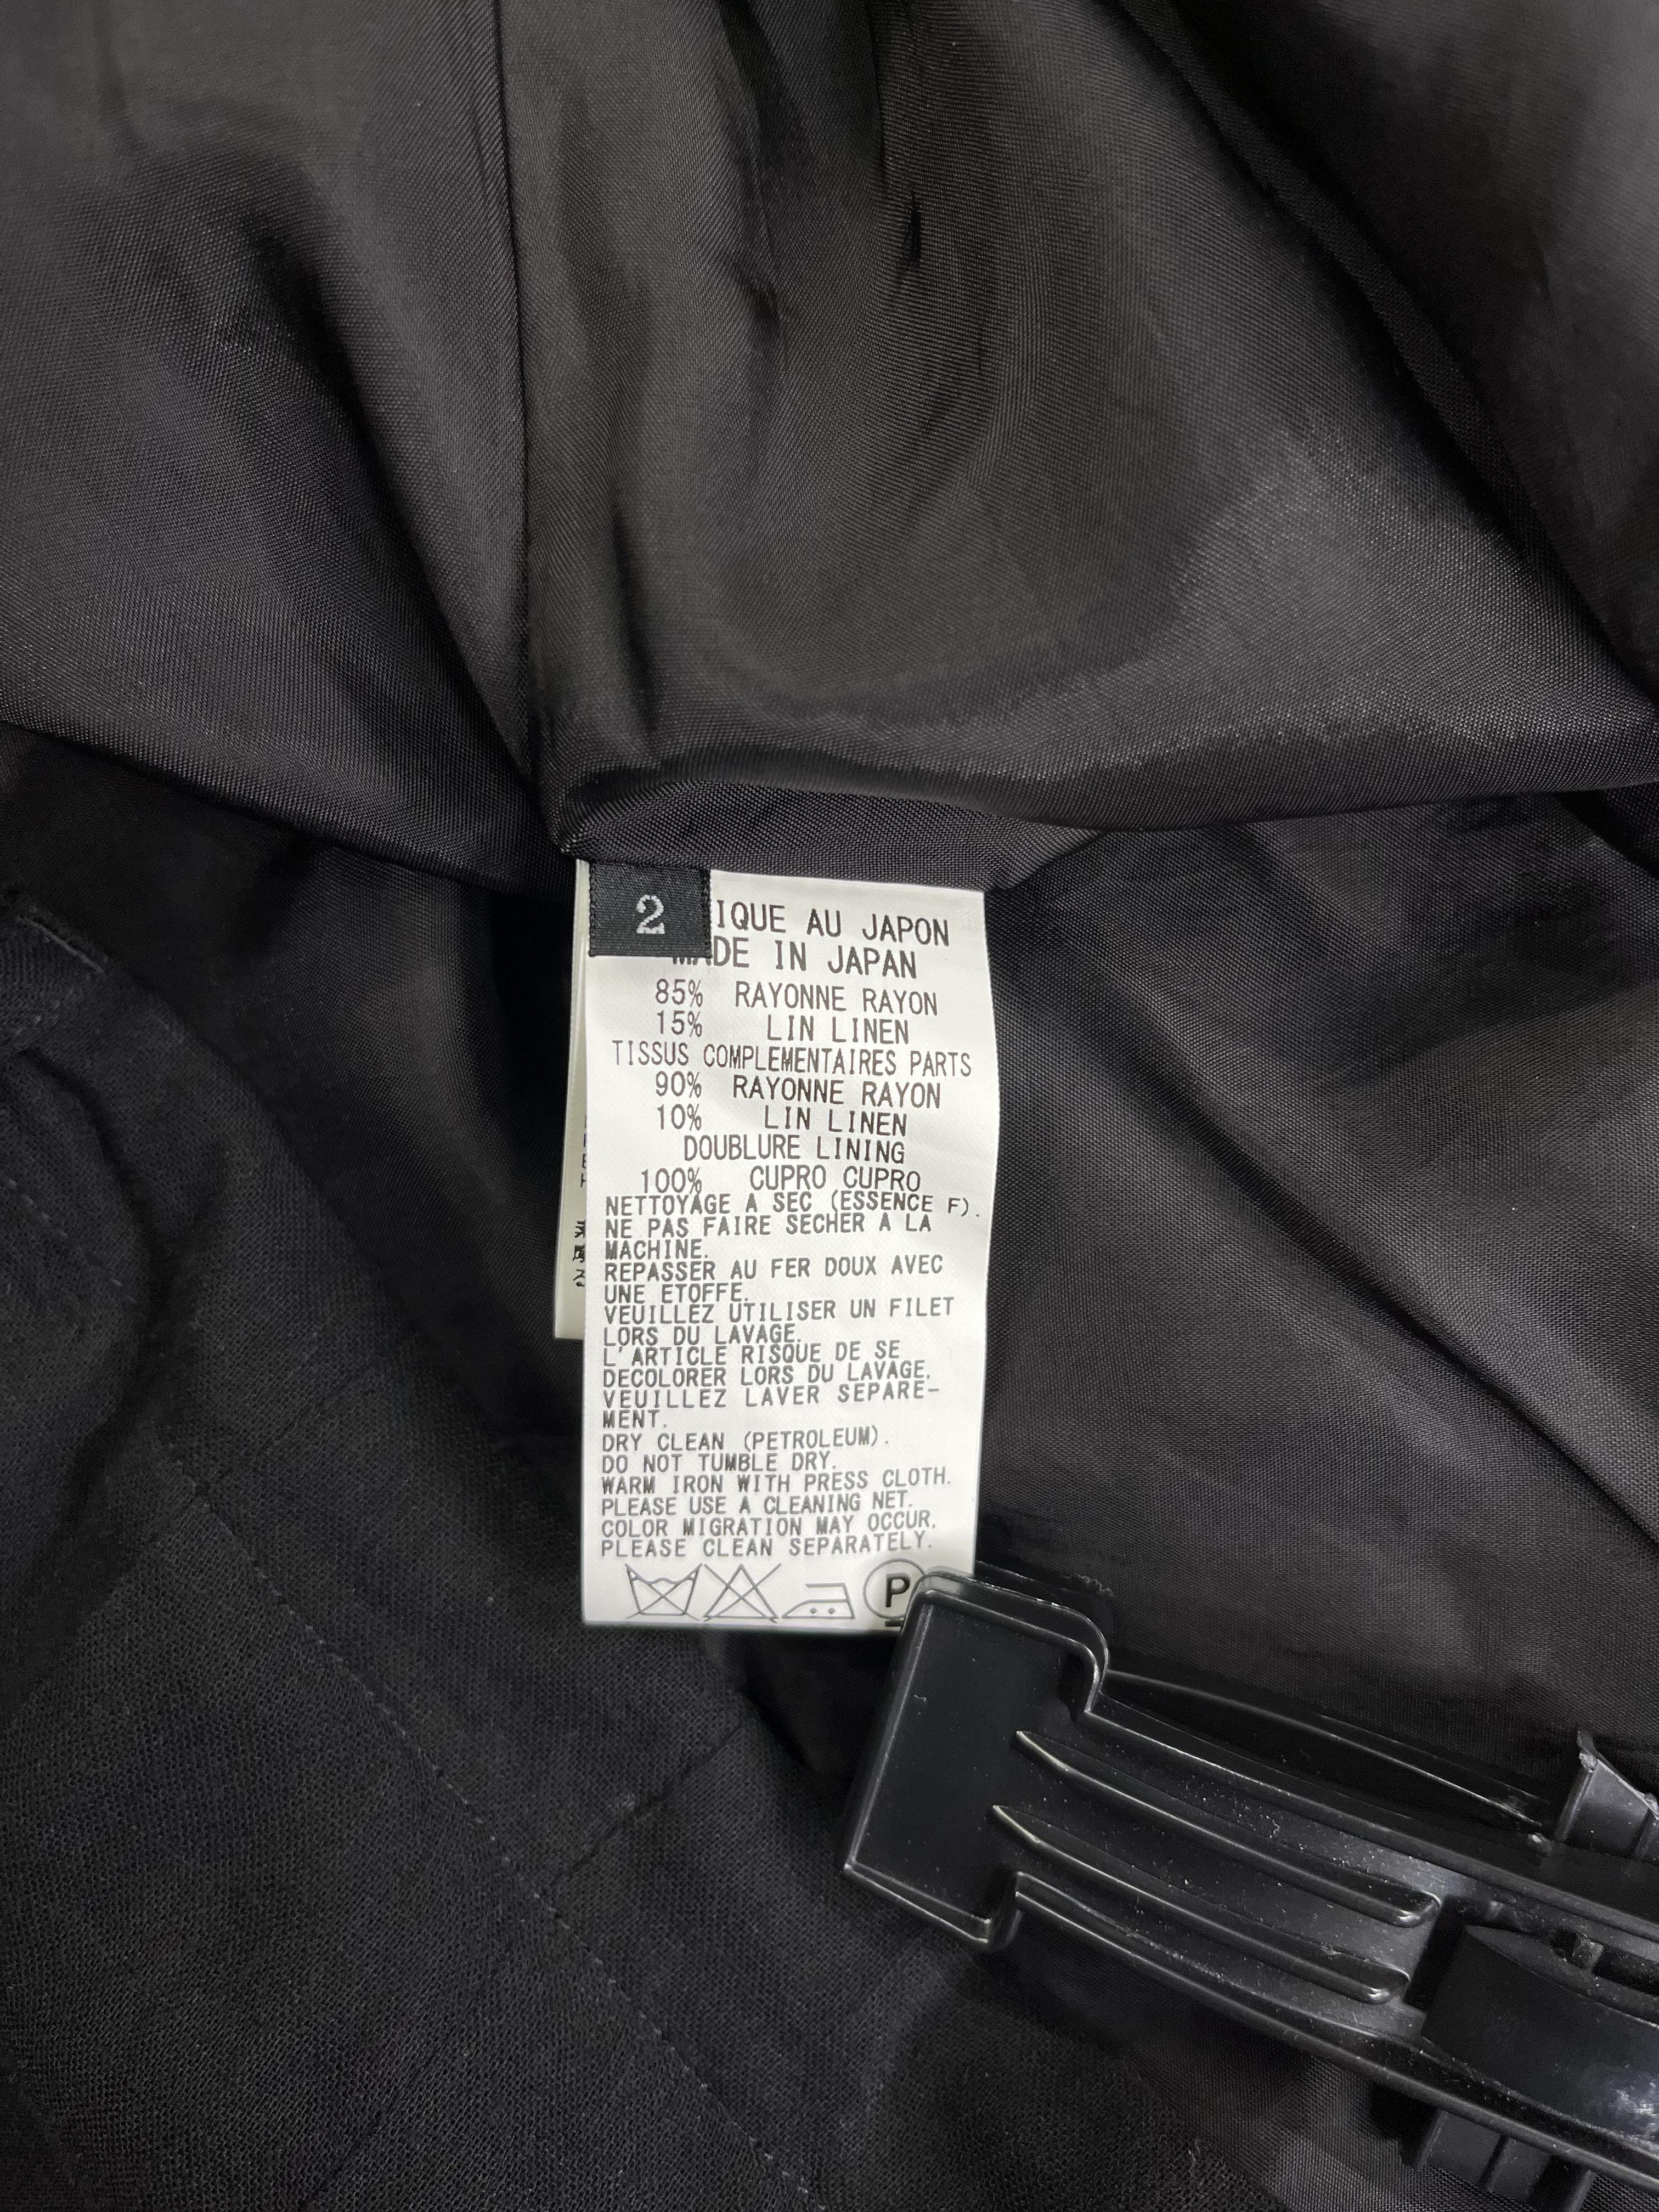 2
IQUE AU JAPON
MADE IN JAPAN
85% RAYONNE RAYON
15% LIN LINEN
TISSUS COMPLEMENTAIRES PARTS
90% RAYONNE RAYON
10% LIN LINEN
DOUBLURE LINING
100% CUPRO CUPRO
NETTOYAGE A SEC (ESSENCE F).
NE PAS FAIRE SECHER A LA
MACHINE.
REPASSER AU FER DOUX AVEC
UNE ETOFFE.
VEUILLEZ UTILISER UN FILET
LORS DU LAVAGE.
L'ARTICLE RISQUE DE SE
DECOLORER LORS DU LAVAGE.
VEUILLEZ LAVER SEPARE-
MENT.
DRY CLEAN (PETROLEUM).
DO NOT TUMBLE DRY.
WARM IRON WITH PRESS CLOTH.
PLEASE USE A CLEANING NET.
COLOR MIGRATION MAY OCCUR.
PLEASE CLEAN SEPARATELY.
P